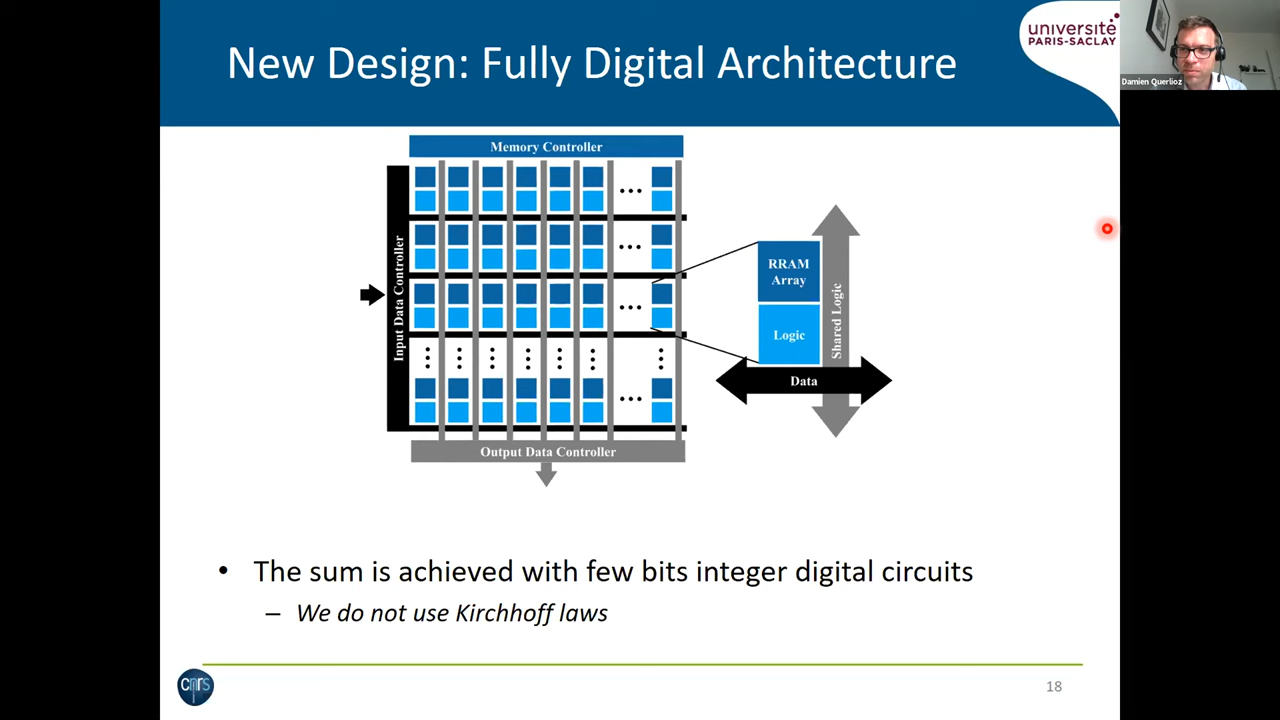 New Design: Fully Digital Architecture
université
PARIS-SACLAY
Damien Querlioz
Memory Controller
Input Data Controller
RRAM
Array
Logic
Shared Logic
Data
Output Data Controller
• The sum is achieved with few bits integer digital circuits
– We do not use Kirchhoff laws
cnrs
18